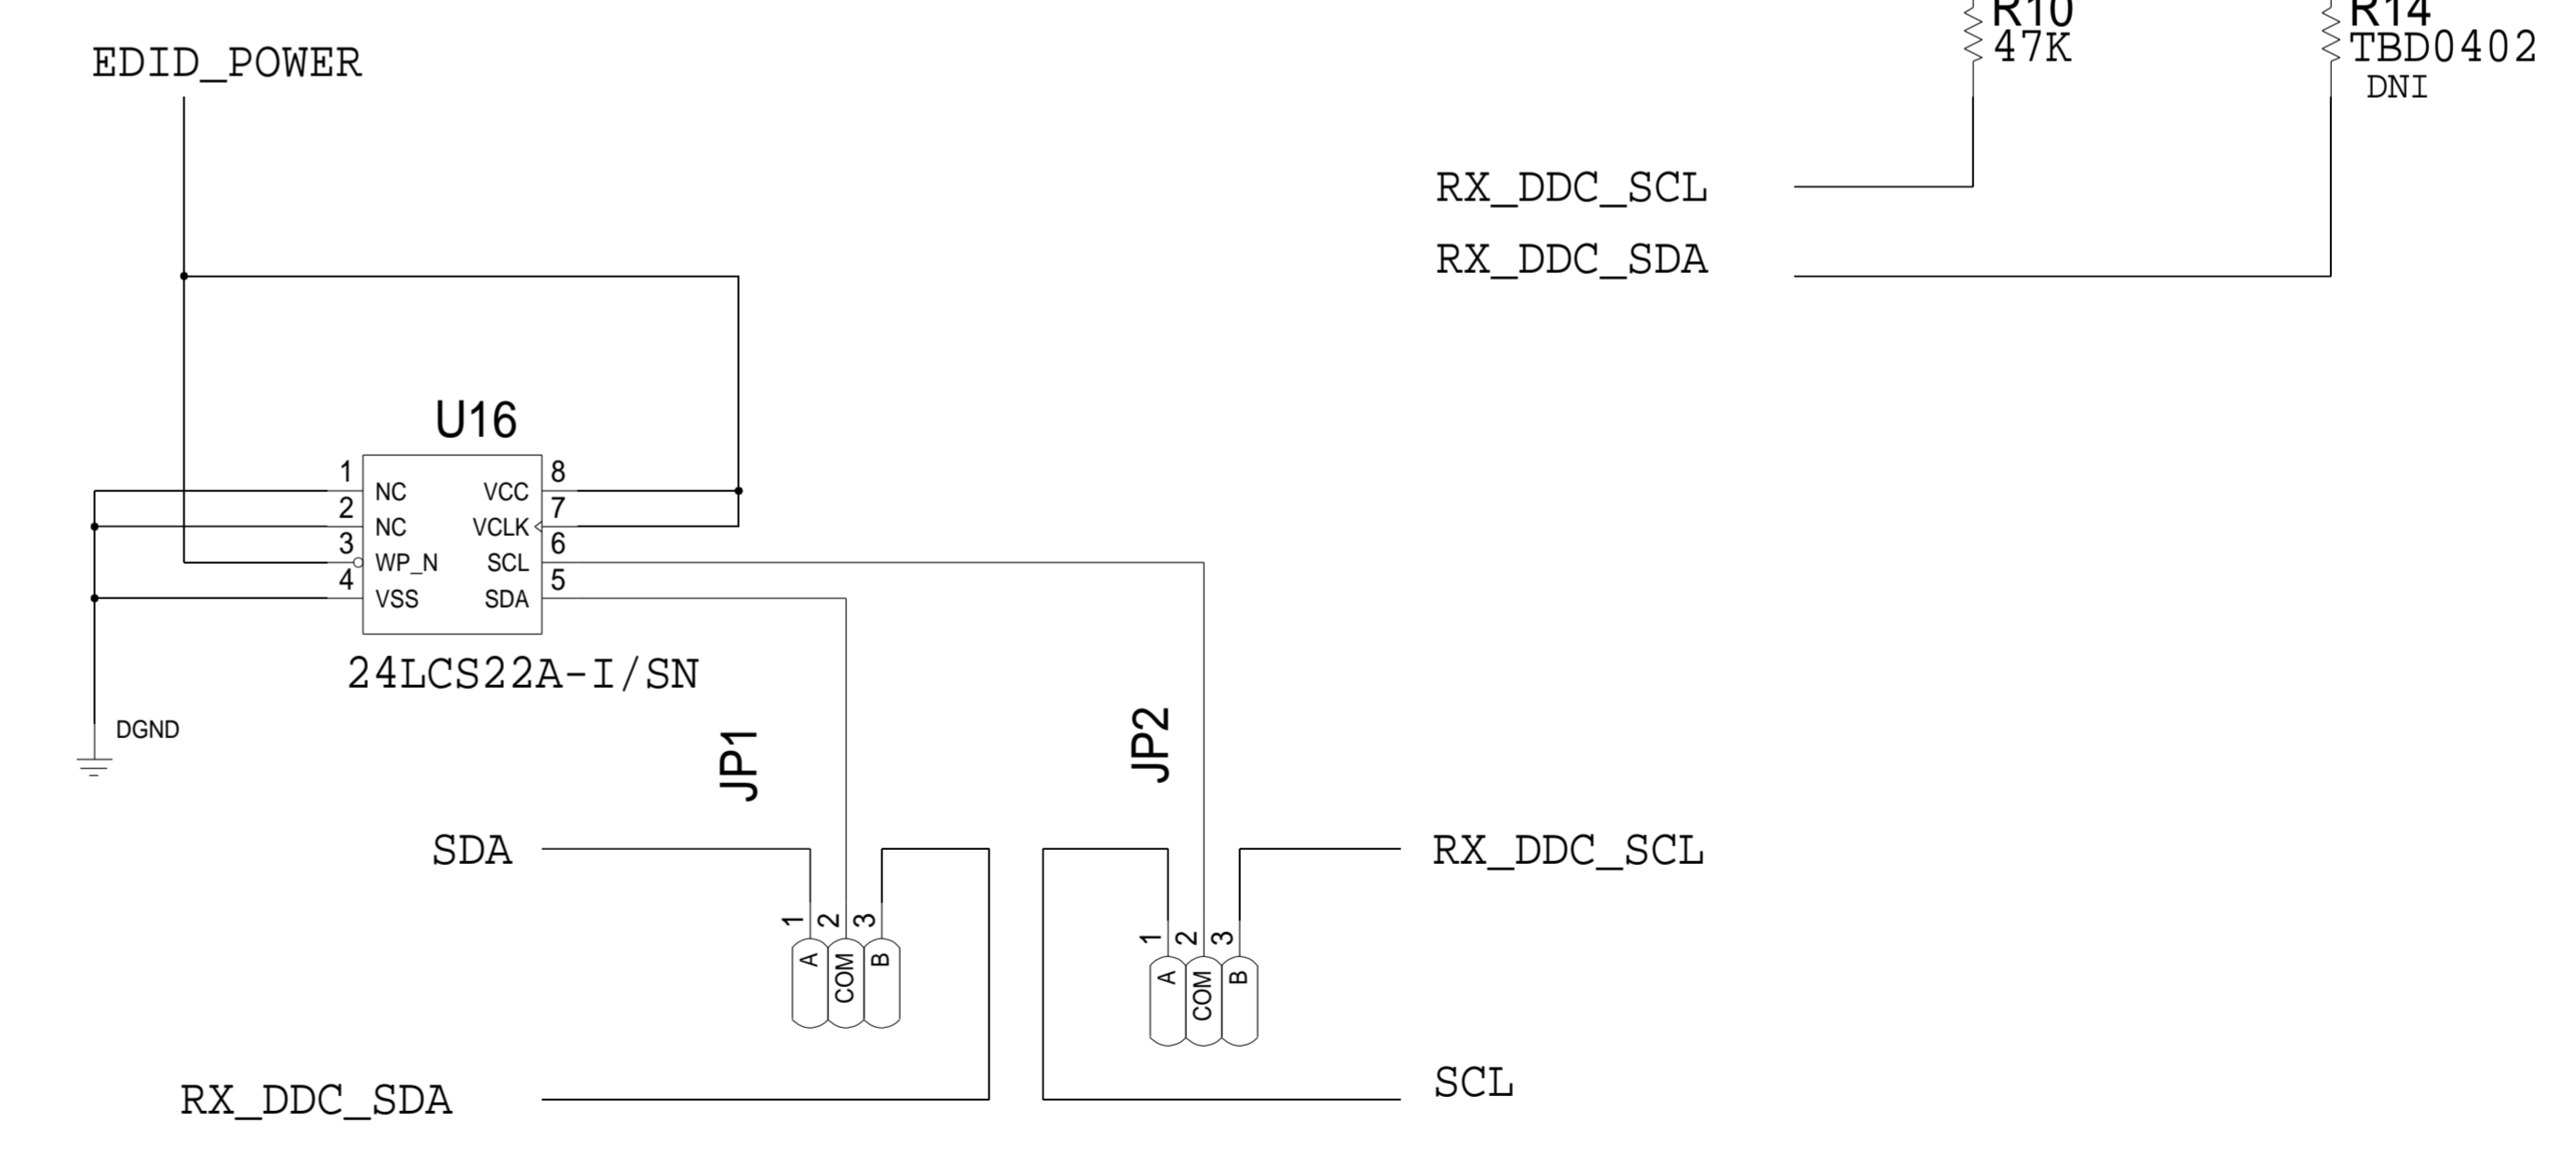 R10
47K
R14
TBD0402
DNI
EDID_POWER
RX_DDC_SCL
RX_DDC_SDA
U16
1 NC VCC 8
2 NC VCLK 7
3 WP_N SCL 6
4 VSS SDA 5
24LCS22A-I/SN
DGND
JP1
JP2
SDA
RX_DDC_SCL
1 2 3
A COM B
1 2 3
A COM B
RX_DDC_SDA
SCL